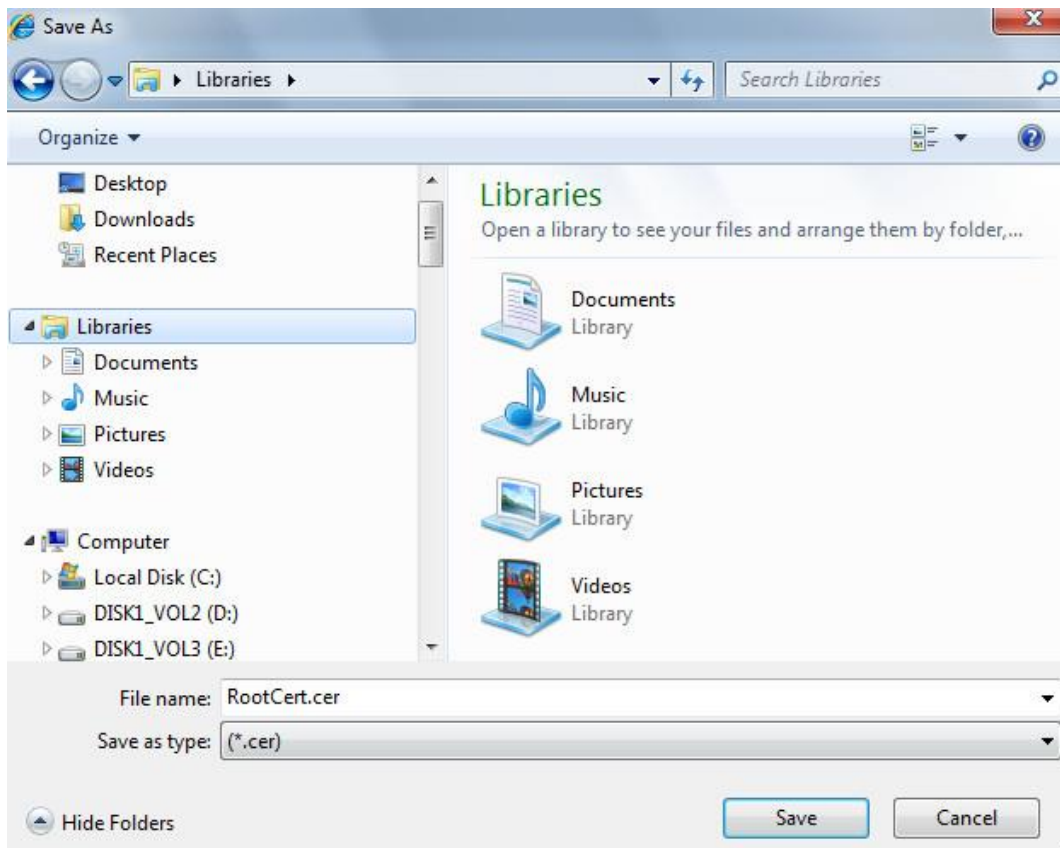 Save As
Libraries
Search Libraries
Organize
Desktop
Downloads
Recent Places
Libraries
Documents
Music
Pictures
Videos
Computer
Local Disk (C:)
DISK1_VOL2 (D:)
DISK1_VOL3 (E:)
Libraries
Open a library to see your files and arrange them by folder,...
Documents
Library
Music
Library
Pictures
Library
Videos
Library
File name: RootCert.cer
Save as type: (*.cer)
Hide Folders
Save
Cancel